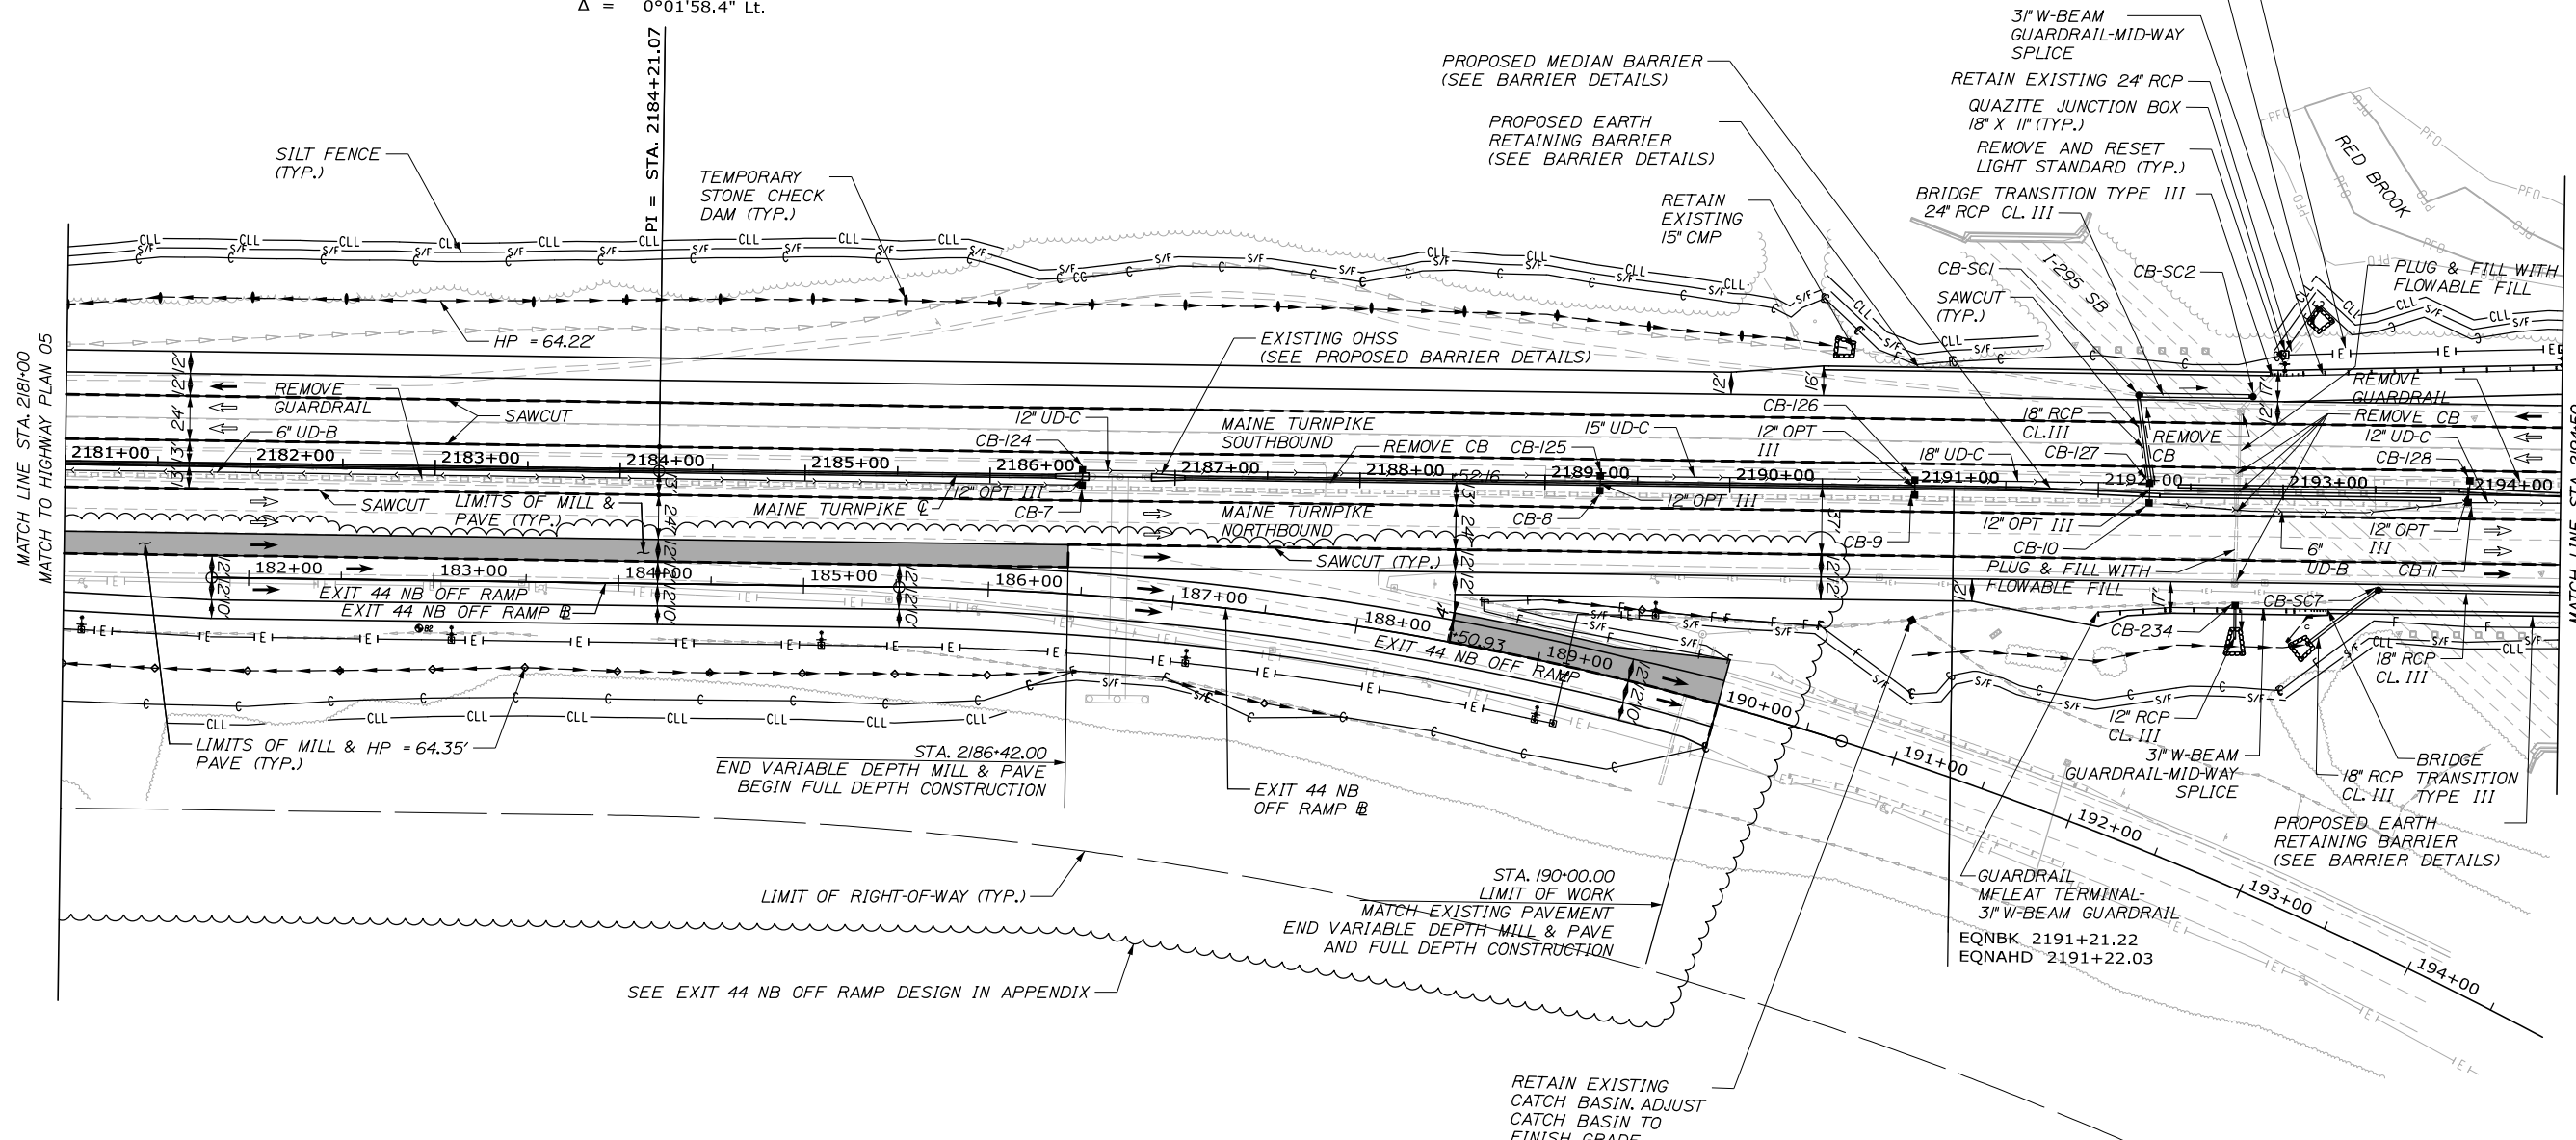 Δ = 0°01'58.4" Lt.
PI = STA. 2184+21.07
31" W-BEAM
GUARDRAIL-MID-WAY
SPLICE
RETAIN EXISTING 24" RCP
QUAZITE JUNCTION BOX
18" X 11" (TYP.)
REMOVE AND RESET
LIGHT STANDARD (TYP.)
BRIDGE TRANSITION TYPE III
24" RCP CL. III
PROPOSED MEDIAN BARRIER
(SEE BARRIER DETAILS)
PROPOSED EARTH
RETAINING BARRIER
(SEE BARRIER DETAILS)
RETAIN
EXISTING
15" CMP
SILT FENCE
(TYP.)
TEMPORARY
STONE CHECK
DAM (TYP.)
RED BROOK
I-295 SB
CB-SC1
CB-SC2
SAWCUT
(TYP.)
PLUG & FILL WITH
FLOWABLE FILL
MATCH LINE STA. 2181+00
MATCH TO HIGHWAY PLAN 05
HP = 64.22'
EXISTING OHSS
(SEE PROPOSED BARRIER DETAILS)
REMOVE
GUARDRAIL
SAWCUT
6" UD-B
12" UD-C
CB-124
MAINE TURNPIKE
SOUTHBOUND
REMOVE CB
CB-125
15" UD-C
CB-126
12" OPT
III
18" UD-C
18" RCP
CL.III
CB-127
REMOVE
CB
REMOVE
GUARDRAIL
REMOVE CB
12" UD-C
CB-128
2181+00
2182+00
2183+00
2184+00
2185+00
2186+00
2187+00
2188+00
2189+00
2190+00
2191+00
2192+00
2193+00
2194+00
SAWCUT
LIMITS OF MILL &
PAVE (TYP.)
MAINE TURNPIKE ℄
12" OPT III
CB-7
MAINE TURNPIKE
NORTHBOUND
SAWCUT (TYP.)
CB-8
12" OPT III
CB-9
12" OPT III
CB-10
PLUG & FILL WITH
FLOWABLE FILL
6"
UD-B
12" OPT
III
CB-11
CB-SC7
CB-234
182+00
183+00
184+00
185+00
186+00
187+00
188+00
189+00
190+00
191+00
192+00
193+00
194+00
EXIT 44 NB OFF RAMP
EXIT 44 NB OFF RAMP BL
EXIT 44 NB OFF RAMP
+50.93
LIMITS OF MILL &
PAVE (TYP.)
HP = 64.35'
STA. 2186+42.00
END VARIABLE DEPTH MILL & PAVE
BEGIN FULL DEPTH CONSTRUCTION
EXIT 44 NB
OFF RAMP BL
12" RCP
CL. III
31" W-BEAM
GUARDRAIL-MID-WAY
SPLICE
18" RCP
CL. III
BRIDGE
TRANSITION
TYPE III
18" RCP
CL. III
PROPOSED EARTH
RETAINING BARRIER
(SEE BARRIER DETAILS)
LIMIT OF RIGHT-OF-WAY (TYP.)
STA. 190+00.00
LIMIT OF WORK
MATCH EXISTING PAVEMENT
END VARIABLE DEPTH MILL & PAVE
AND FULL DEPTH CONSTRUCTION
GUARDRAIL
MFLEAT TERMINAL-
31" W-BEAM GUARDRAIL
EQNBK 2191+21.22
EQNAHD 2191+22.03
SEE EXIT 44 NB OFF RAMP DESIGN IN APPENDIX
RETAIN EXISTING
CATCH BASIN. ADJUST
CATCH BASIN TO
FINISH GRADE